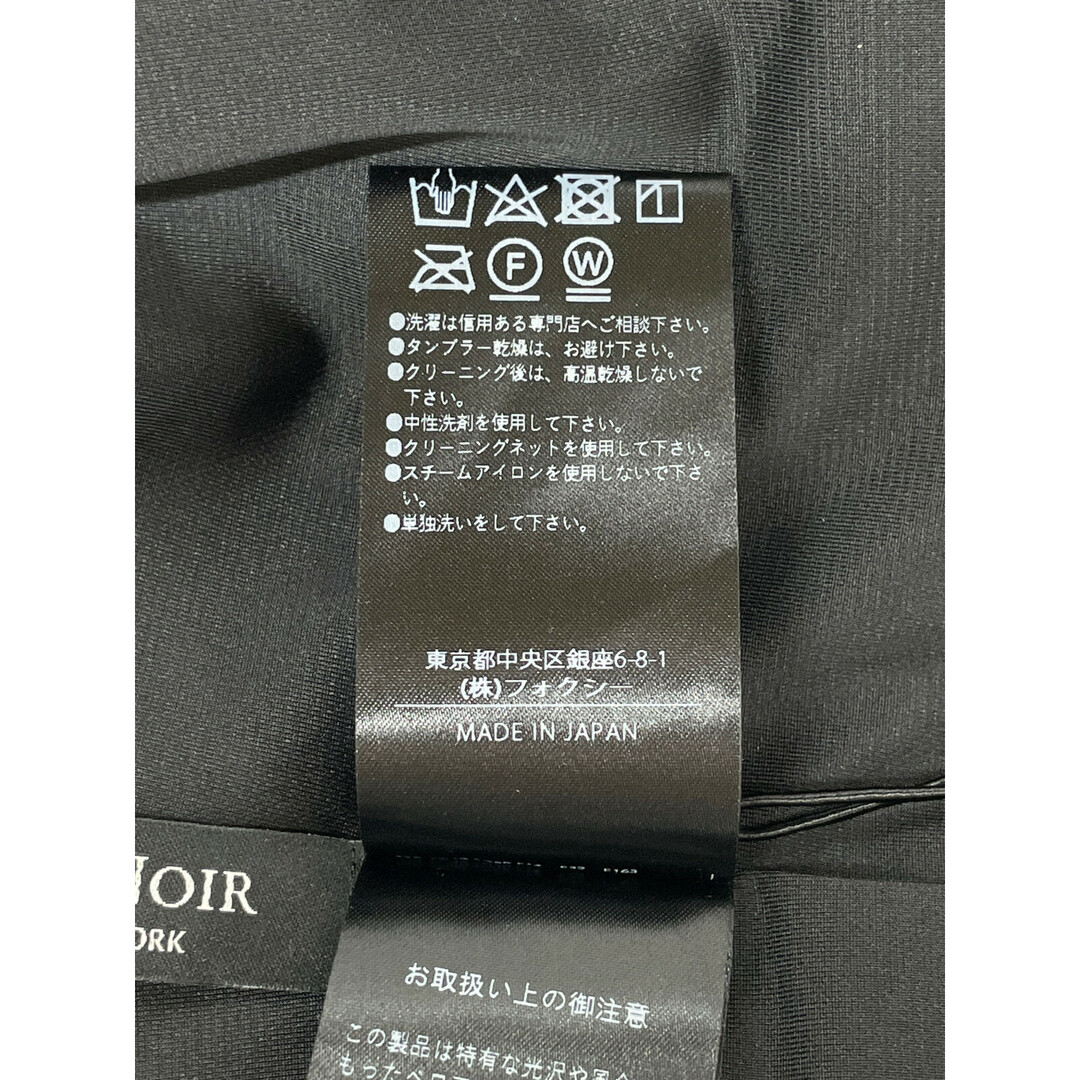 F
W
●洗濯は信用ある専門店へご相談下さい。
●タンブラー乾燥は、お避け下さい。
●クリーニング後は、高温乾燥しないで
下さい。
●中性洗剤を使用して下さい。
●クリーニングネットを使用して下さい。
●スチームアイロンを使用しないで下さ
い。
●単独洗いをして下さい。
東京都中央区銀座6-8-1
(株)フォクシー
MADE IN JAPAN
NOIR
ORK
お取扱い上の御注意
この製品は特有な光沢や風合
もったベロ